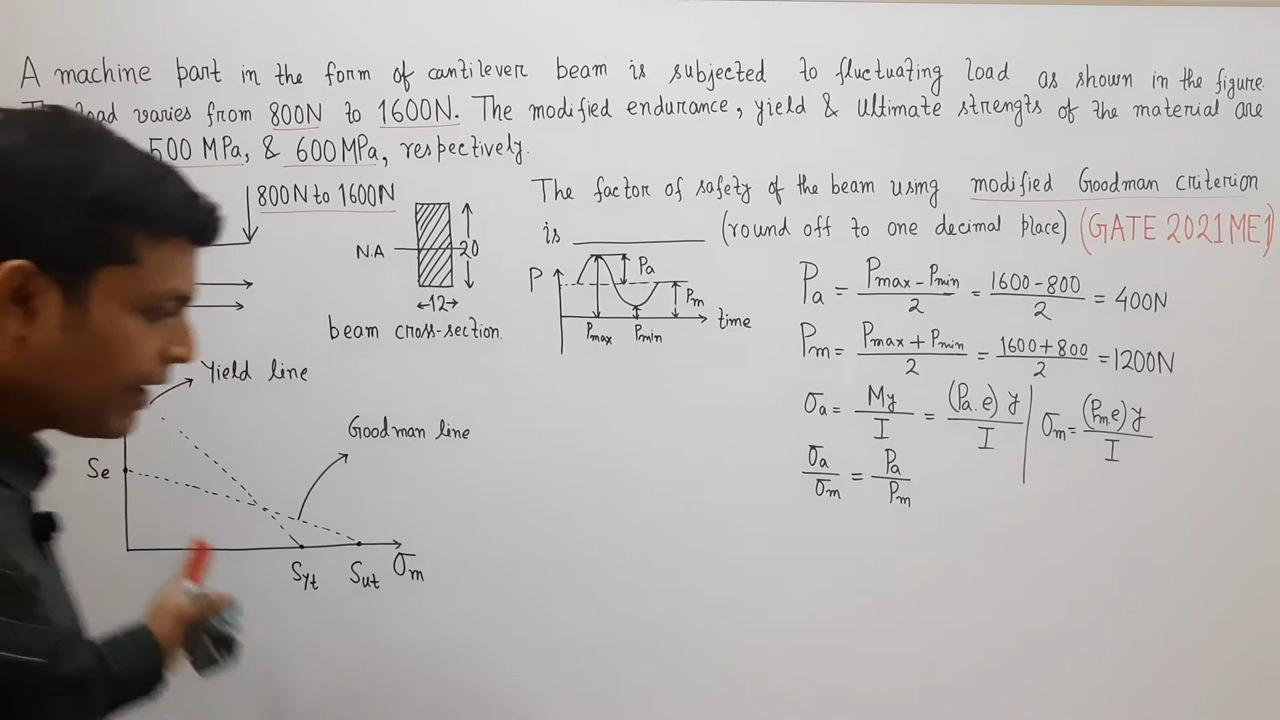 A machine part in the form of cantilever beam is subjected to fluctuating load as shown in the figure.
load varies from 800N to 1600N. The modified endurance, yield & ultimate strengts of the material are
500 MPa, & 600 MPa, respectively.
The factor of safety of the beam using modified Goodman criterion
is ________ (round off to one decimal place) (GATE 2021 ME1)
800N to 1600N
N.A
20
←12→
beam cross-section.
P
Pa
Pm
Pmax
Pmin
time
Pa = (Pmax - Pmin)/2 = (1600 - 800)/2 = 400N
Pm = (Pmax + Pmin)/2 = (1600 + 800)/2 = 1200N
σa = My/I = (Pa. e) y/I | σm = (Pm.e) y/I
σa/σm = Pa/Pm
Yield line
Goodman line
Se
Syt
Sut
σm